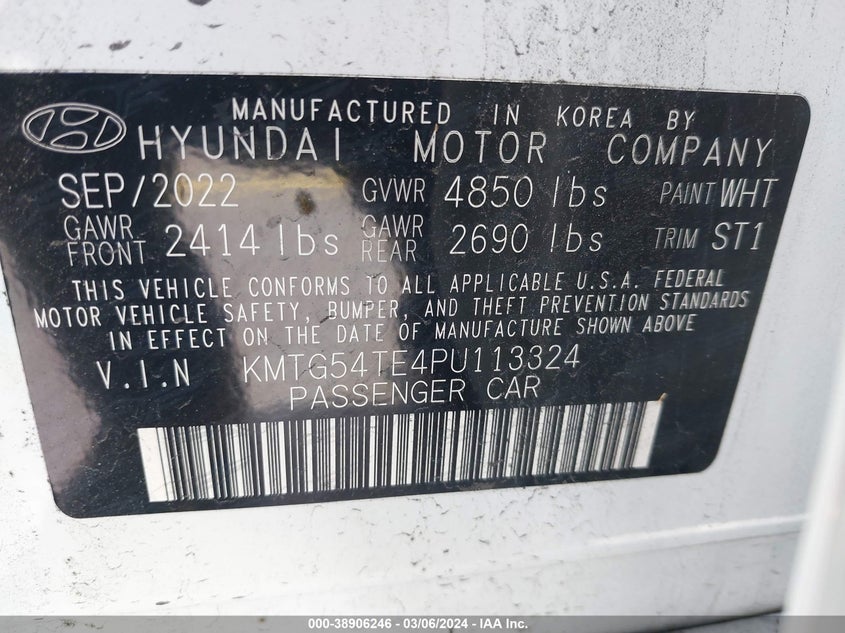 MANUFACTURED IN KOREA BY
HYUNDAI MOTOR COMPANY
SEP/2022 GVWR 4850 lbs PAINT WHT
GAWR FRONT 2414 lbs GAWR REAR 2690 lbs TRIM ST1
THIS VEHICLE CONFORMS TO ALL APPLICABLE U.S.A. FEDERAL
MOTOR VEHICLE SAFETY, BUMPER, AND THEFT PREVENTION STANDARDS
IN EFFECT ON THE DATE OF MANUFACTURE SHOWN ABOVE
V.I.N KMTG54TE4PU113324
PASSENGER CAR
000-38906246 - 03/06/2024 - IAA Inc.